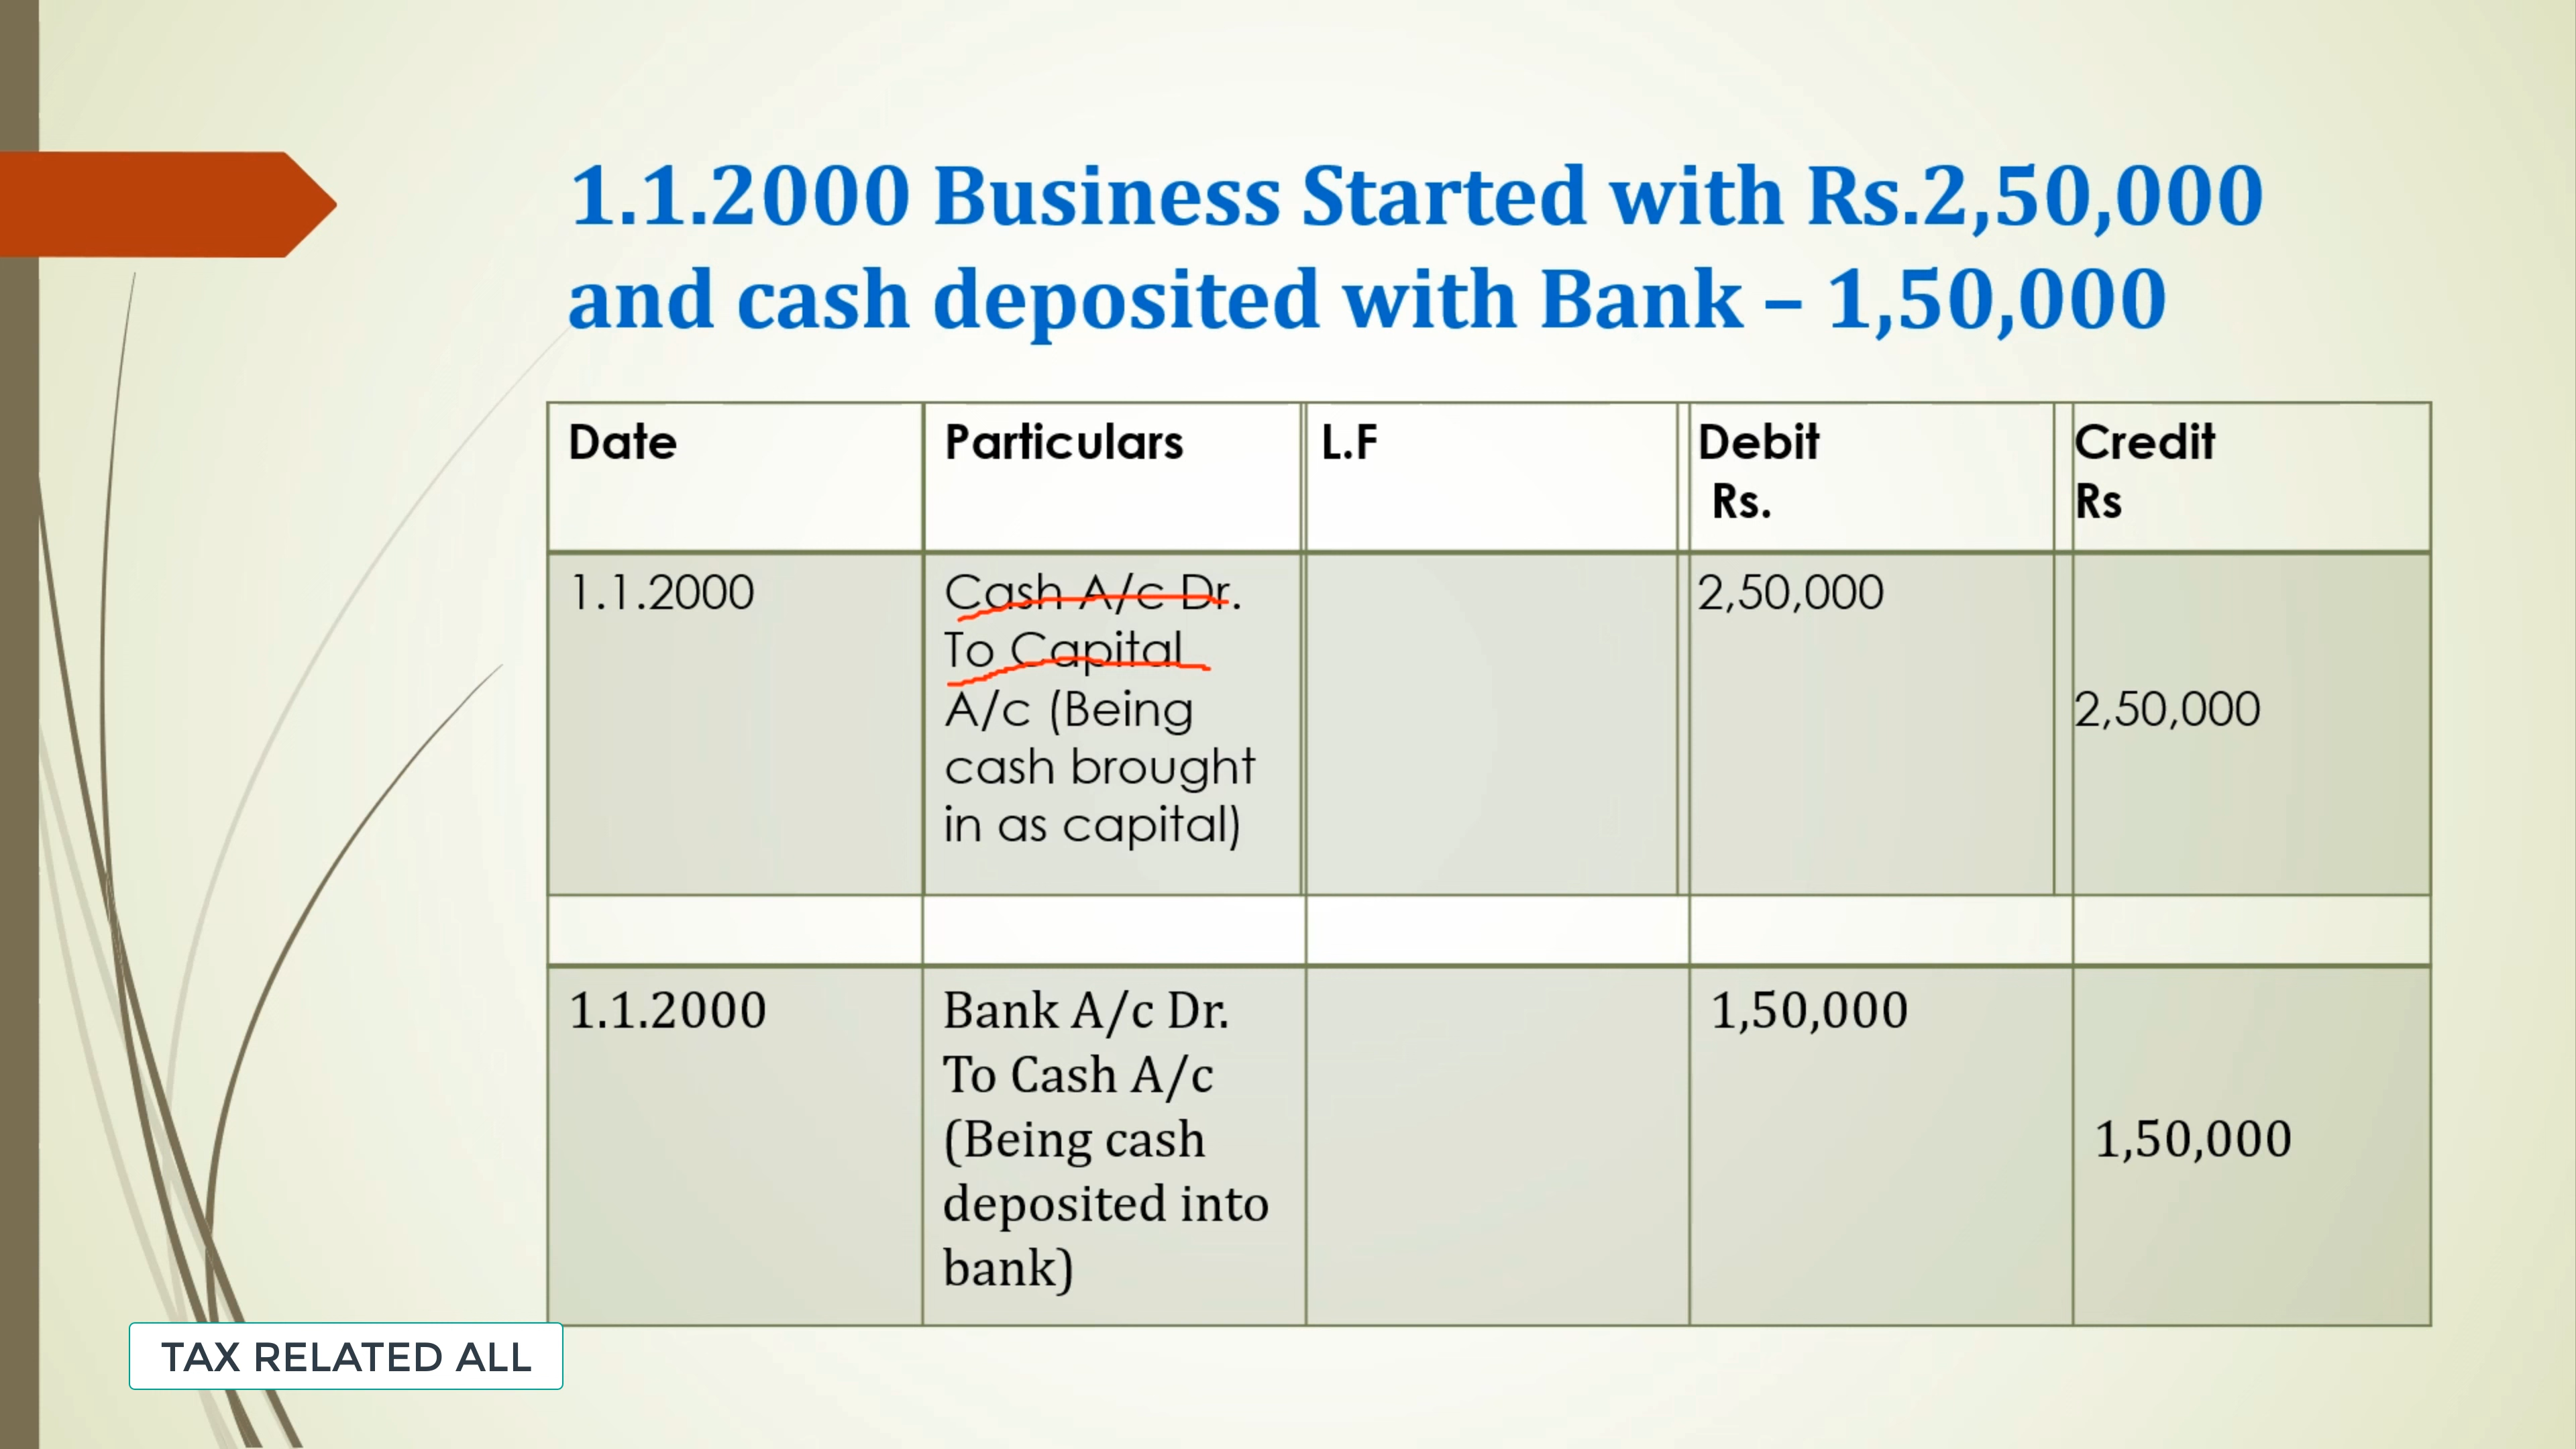 1.1.2000 Business Started with Rs.2,50,000
and cash deposited with Bank – 1,50,000
Date Particulars L.F Debit Credit
Rs. Rs
1.1.2000 Cash A/c Dr. 2,50,000
To Capital
A/c (Being 2,50,000
cash brought
in as capital)
1.1.2000 Bank A/c Dr. 1,50,000
To Cash A/c
(Being cash 1,50,000
deposited into
bank)
TAX RELATED ALL